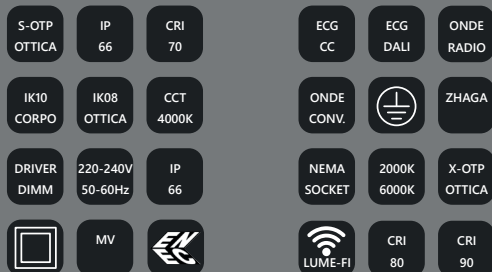 S-OTP
OTTICA
IP
66
CRI
70
ECG
CC
ECG
DALI
ONDE
RADIO
IK10
CORPO
IK08
OTTICA
CCT
4000K
ONDE
CONV.
ZHAGA
DRIVER
DIMM
220-240V
50-60Hz
IP
66
NEMA
SOCKET
2000K
6000K
X-OTP
OTTICA
MV
ENEC
LUME-FI
CRI
80
CRI
90